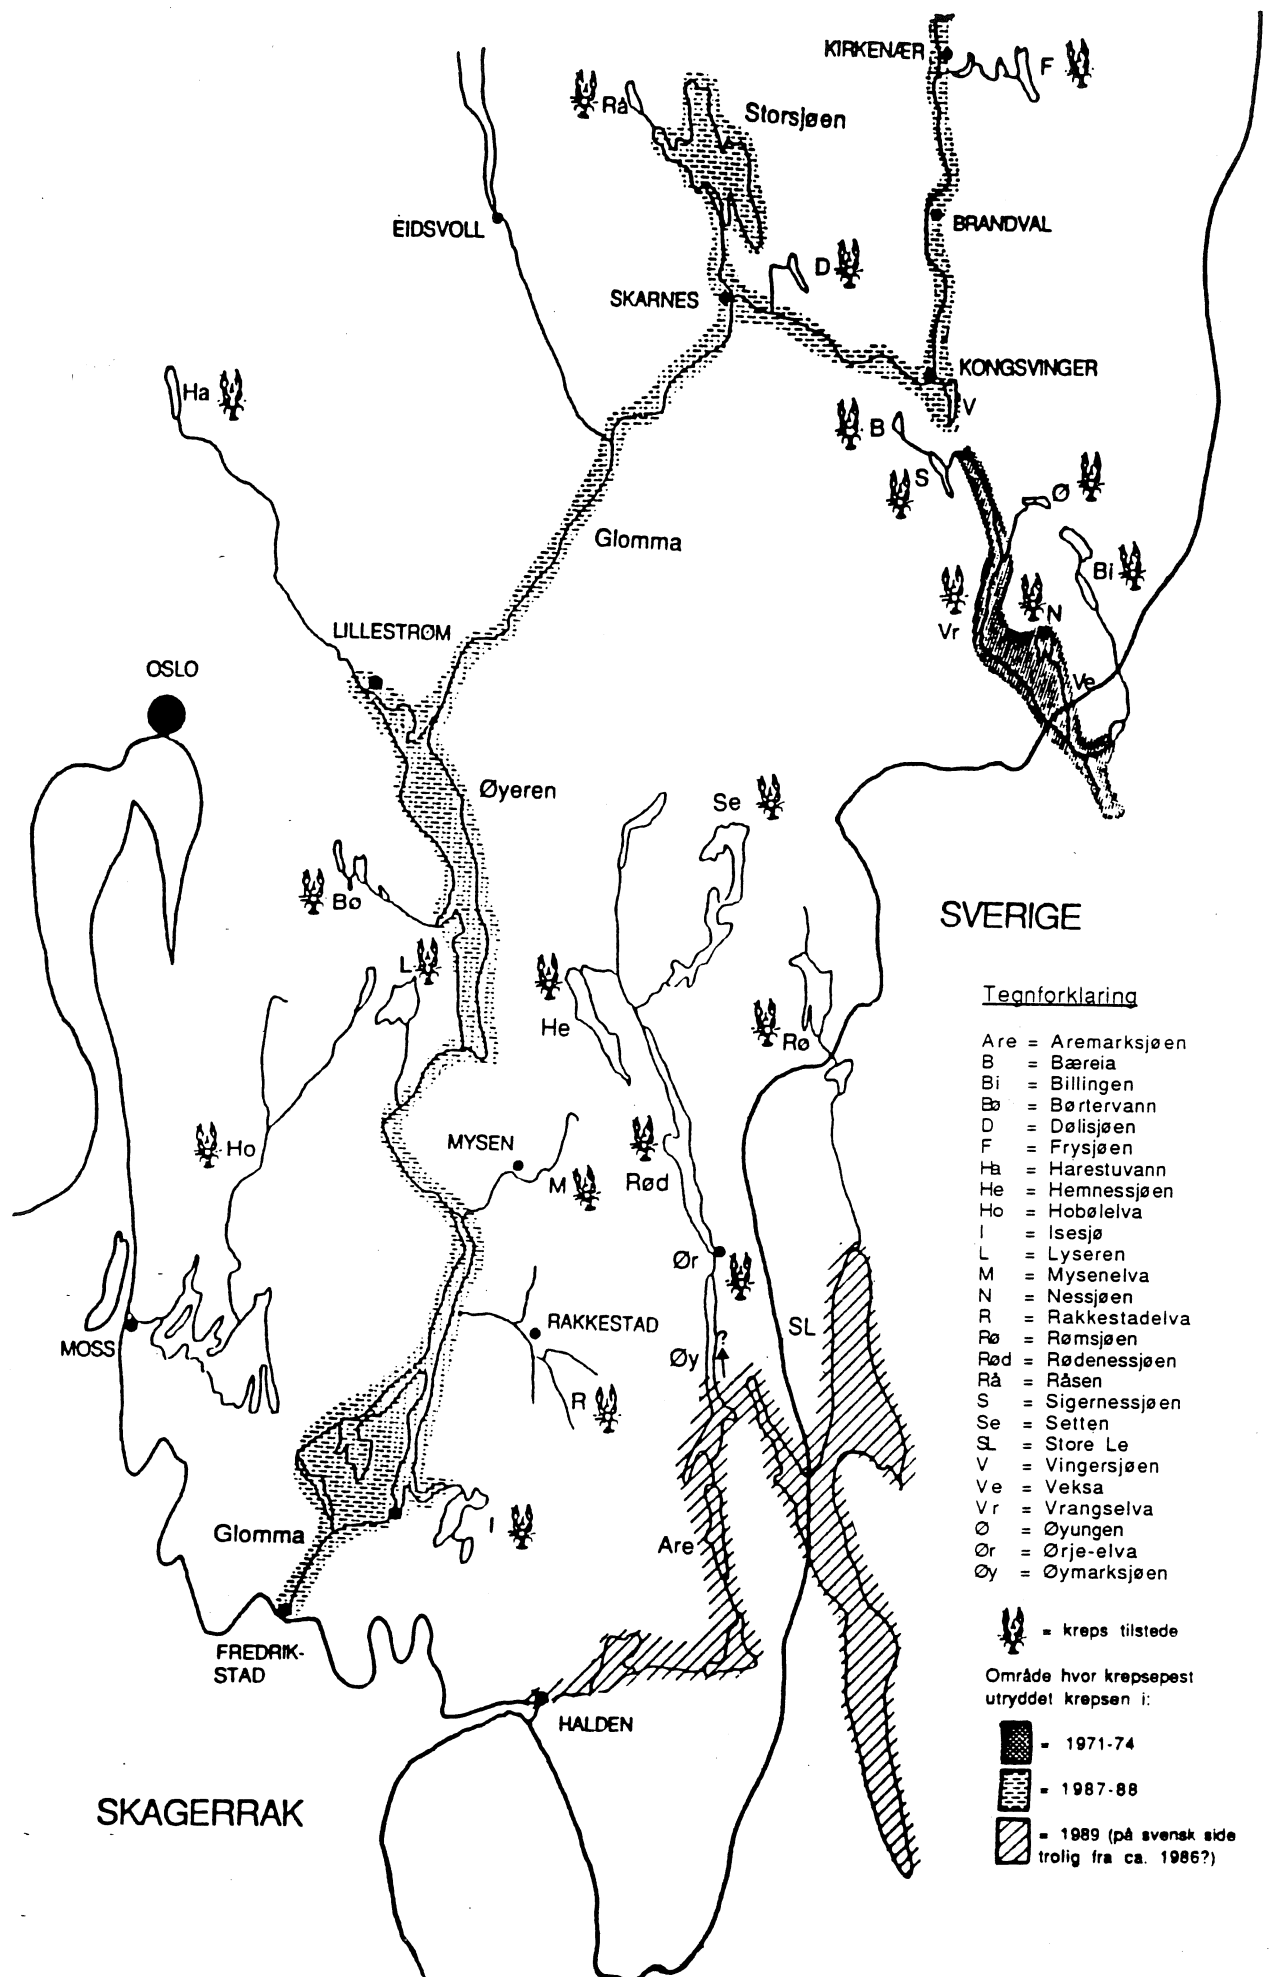 KIRKENÆR
F
Rå
Storsjøen
EIDSVOLL
BRANDVAL
D
SKARNES
KONGSVINGER
Ha
V
B
S
Ø
Glomma
Bi
N
Vr
LILLESTRØM
OSLO
Ve
Øyeren
Se
Bø
SVERIGE
L
He
Rø
Ho
MYSEN
M
Rød
Ør
MOSS
RAKKESTAD
SL
?
Øy
R
Glomma
I
Are
FREDRIK-
STAD
HALDEN
SKAGERRAK
Tegnforklaring
Are = Aremarksjøen
B = Bæreia
Bi = Billingen
Bø = Børtervann
D = Dølisjøen
F = Frysjøen
Ha = Harestuvann
He = Hemnessjøen
Ho = Hobølelva
I = Isesjø
L = Lyseren
M = Mysenelva
N = Nessjøen
R = Rakkestadelva
Rø = Rømsjøen
Rød = Rødenessjøen
Rå = Råsen
S = Sigernessjøen
Se = Setten
SL = Store Le
V = Vingersjøen
Ve = Veksa
Vr = Vrangselva
Ø = Øyungen
Ør = Ørje-elva
Øy = Øymarksjøen
= kreps tilstede
Område hvor krepsepest
utryddet krepsen i:
= 1971-74
= 1987-88
= 1989 (på svensk side
trolig fra ca. 1986?)